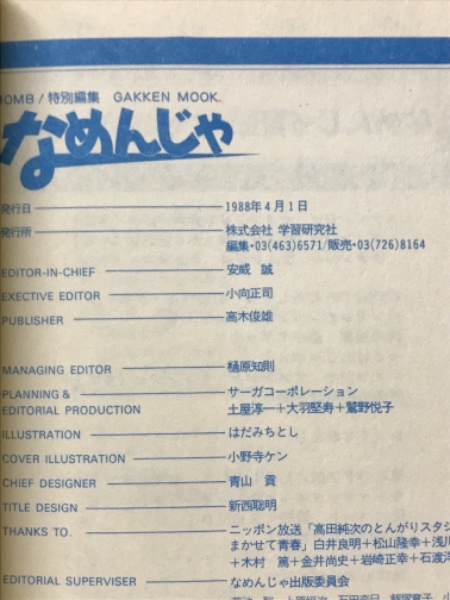 BOMB/特別編集 GAKKEN MOOK.
なめんじゃ
発行日 1988年4月1日
発行所 株式会社 学習研究社
編集・03(463)6571/販売・03(726)8164
EDITOR-IN-CHIEF 安威 誠
EXECTIVE EDITOR 小向正司
PUBLISHER 高木俊雄
MANAGING EDITOR 樋原知則
PLANNING & サーガコーポレーション
EDITORIAL PRODUCTION 土屋淳一＋大羽堅寿＋鷲野悦子
ILLUSTRATION はだみちとし
COVER ILLUSTRATION 小野寺ケン
CHIEF DESIGNER 青山 貢
TITLE DESIGN 新西聡明
THANKS TO. ニッポン放送「高田純次のとんがりスタジ
まかせて青春」白井良明＋松山隆幸＋浅川
＋木村 篤＋金井尚史＋岩崎正幸＋石渡洋
EDITORIAL SUPERVISER なめんじゃ出版委員会